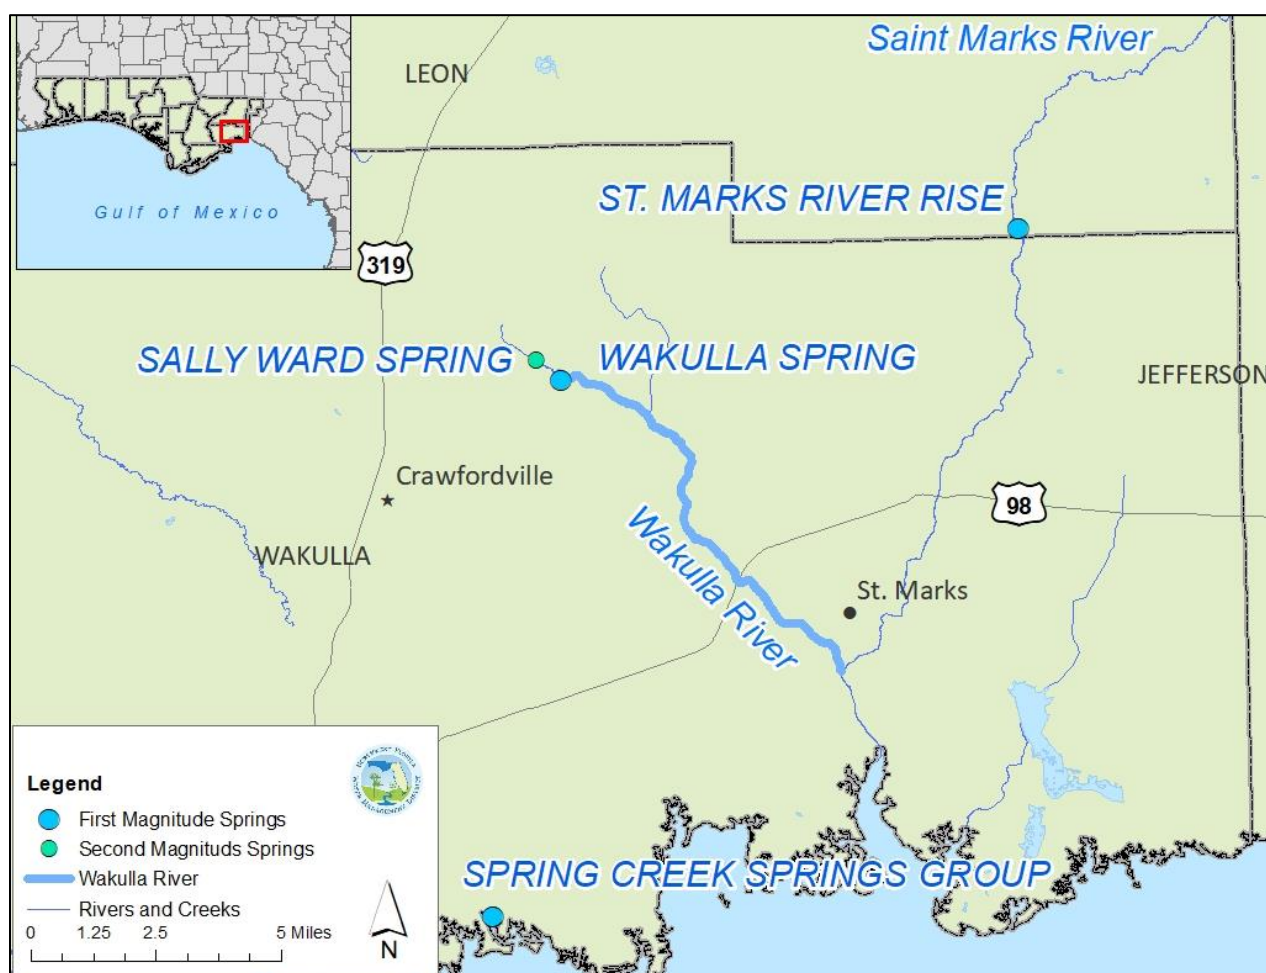 Saint Marks River
LEON
ST. MARKS RIVER RISE
Gulf of Mexico
319
SALLY WARD SPRING
WAKULLA SPRING
JEFFERSON
Crawfordville
98
WAKULLA
Wakulla River
St. Marks
Legend
First Magnitude Springs
Second Magnituds Springs
Wakulla River
Rivers and Creeks
0 1.25 2.5 5 Miles
N
SPRING CREEK SPRINGS GROUP